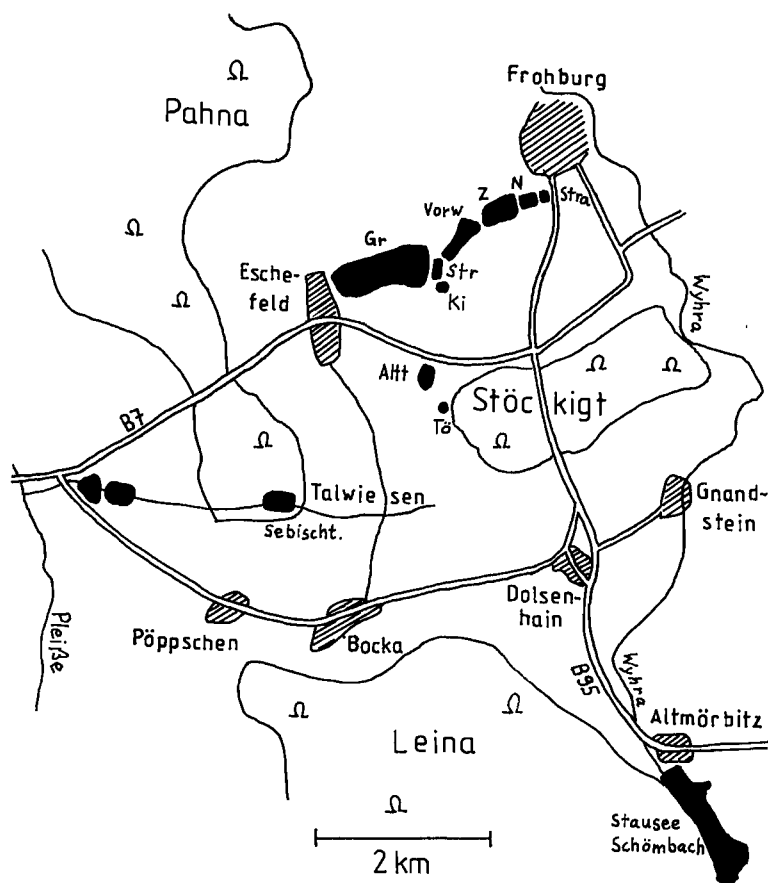 Frohburg
Pahna
Z
N
Stra
Vorw
Gr
Str
Ki
Esche-
feld
Wyhra
Altt
Stöckigt
Tö
B7
Talwiesen
Sebischt.
Gnand-
stein
Dolsen-
hain
Pöppschen
Bocka
Pleiße
Wyhra
B95
Altmörbitz
Leina
Stausee
Schömbach
2 km